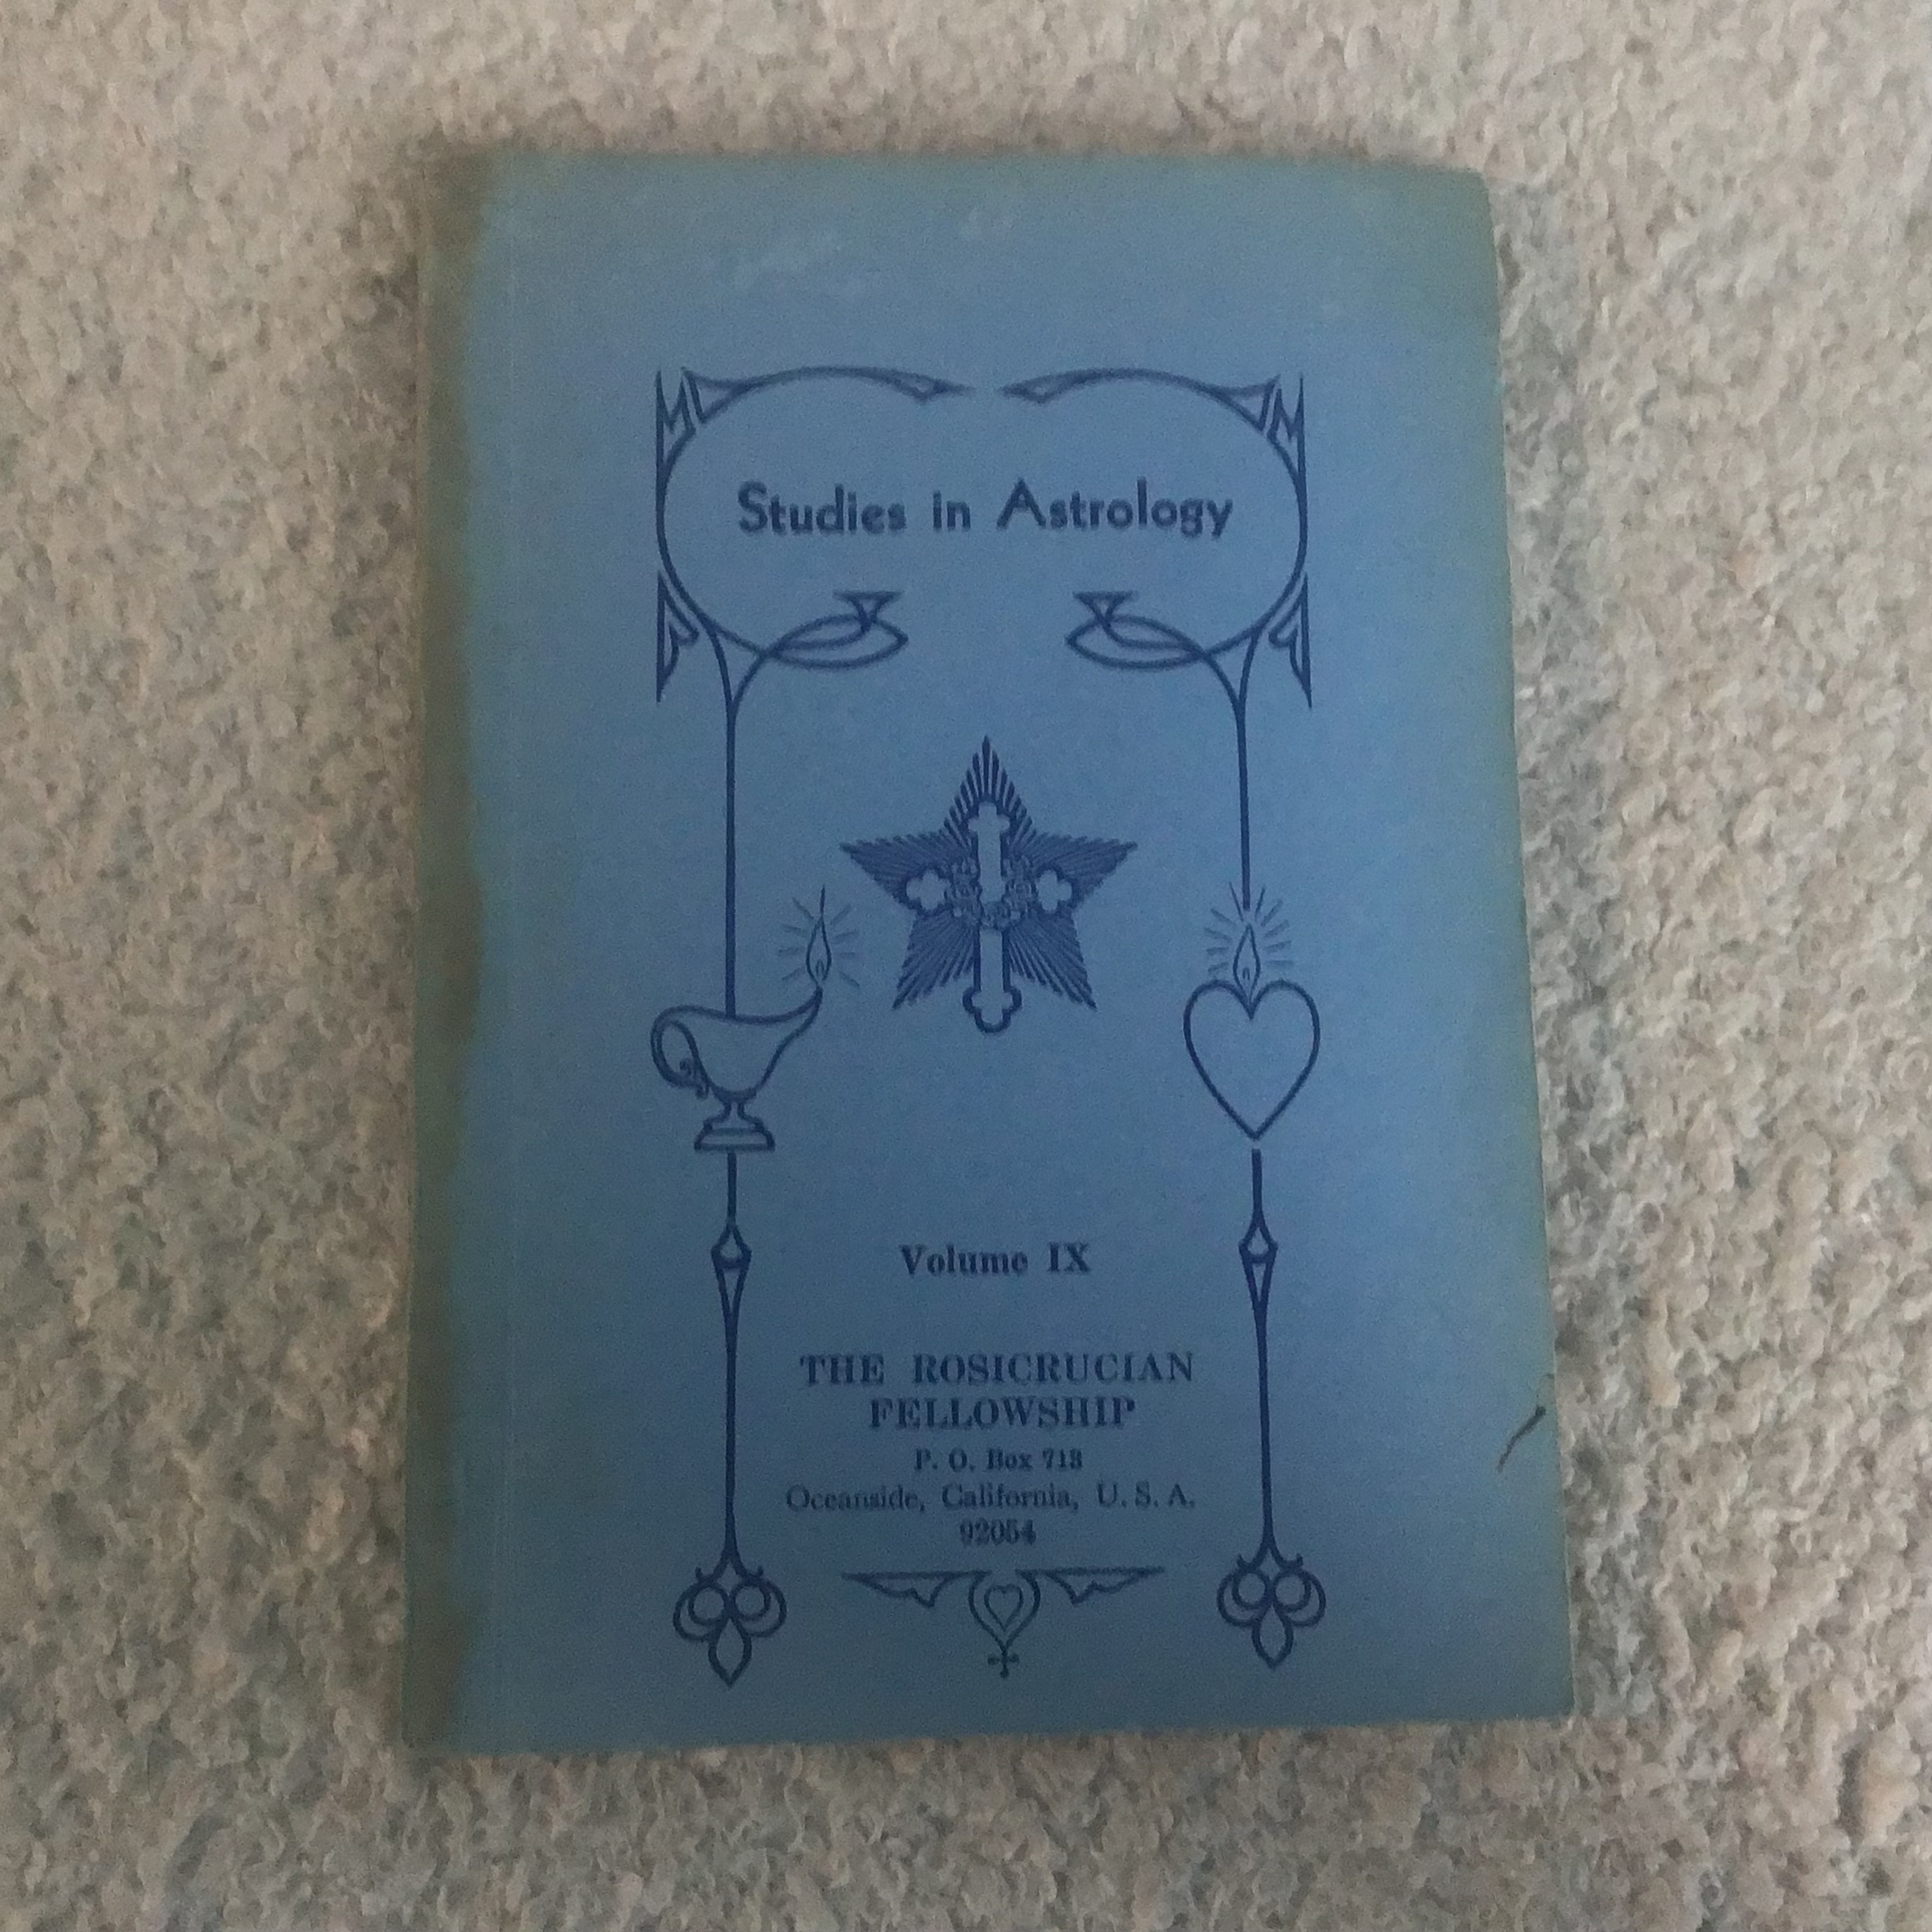 Studies in Astrology
Volume IX
THE ROSICRUCIAN
FELLOWSHIP
P. O. Box 713
Oceanside, California, U. S. A.
92054